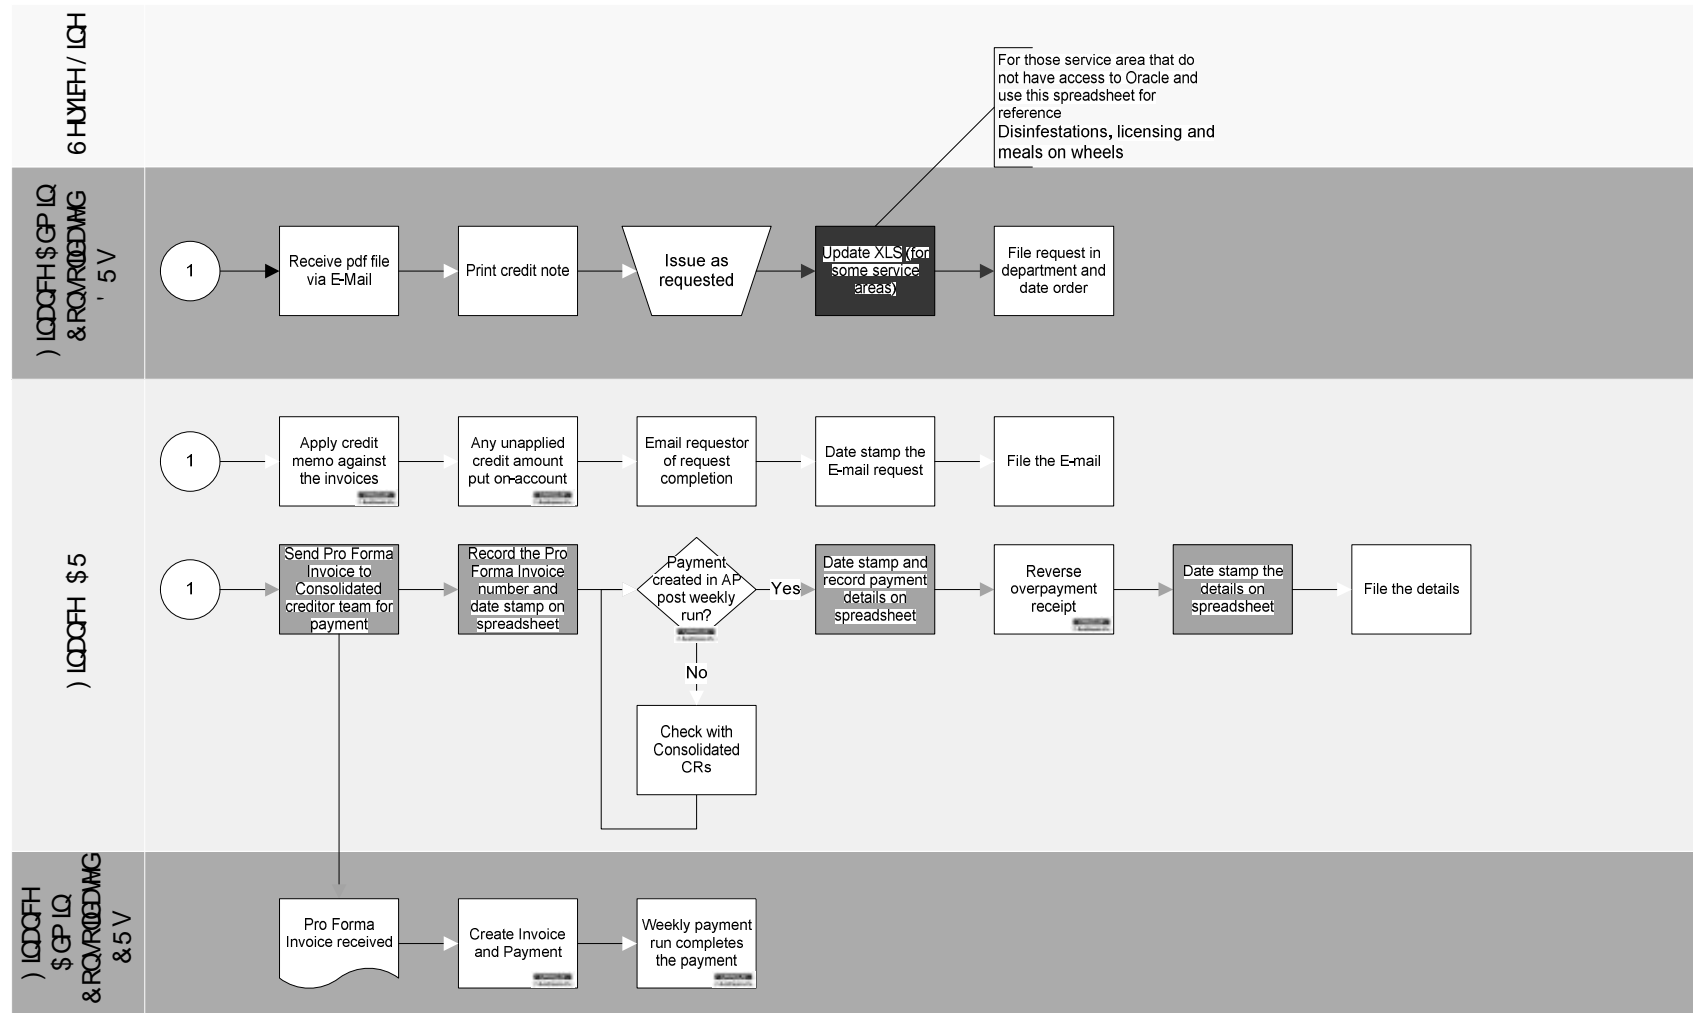 For those service area that do
not have access to Oracle and
use this spreadsheet for
reference
Disinfestations, licensing and
meals on wheels
1
Receive pdf file
via E-Mail
Print credit note
Issue as
requested
Update XLS (for
some service
areas)
File request in
department and
date order
1
Apply credit
memo against
the invoices
Any unapplied
credit amount
put on-account
Email requestor
of request
completion
Date stamp the
E-mail request
File the E-mail
1
Send Pro Forma
Invoice to
Consolidated
creditor team for
payment
Record the Pro
Forma Invoice
number and
date stamp on
spreadsheet
Payment
created in AP
post weekly
run?
Yes
Date stamp and
record payment
details on
spreadsheet
Reverse
overpayment
receipt
Date stamp the
details on
spreadsheet
File the details
No
Check with
Consolidated
CRs
Pro Forma
Invoice received
Create Invoice
and Payment
Weekly payment
run completes
the payment